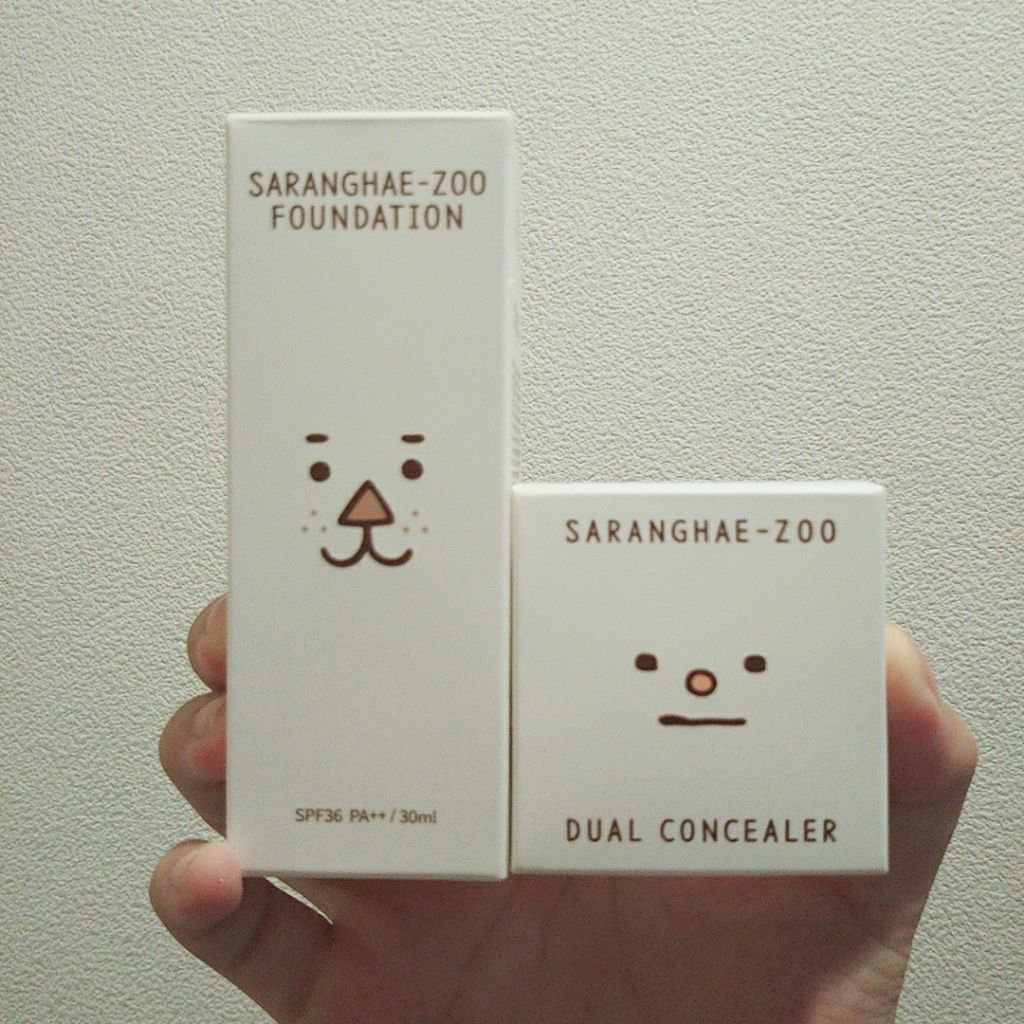 SARANGHAE-ZOO
FOUNDATION
SPF36 PA++ / 30ml
SARANGHAE-ZOO
DUAL CONCEALER